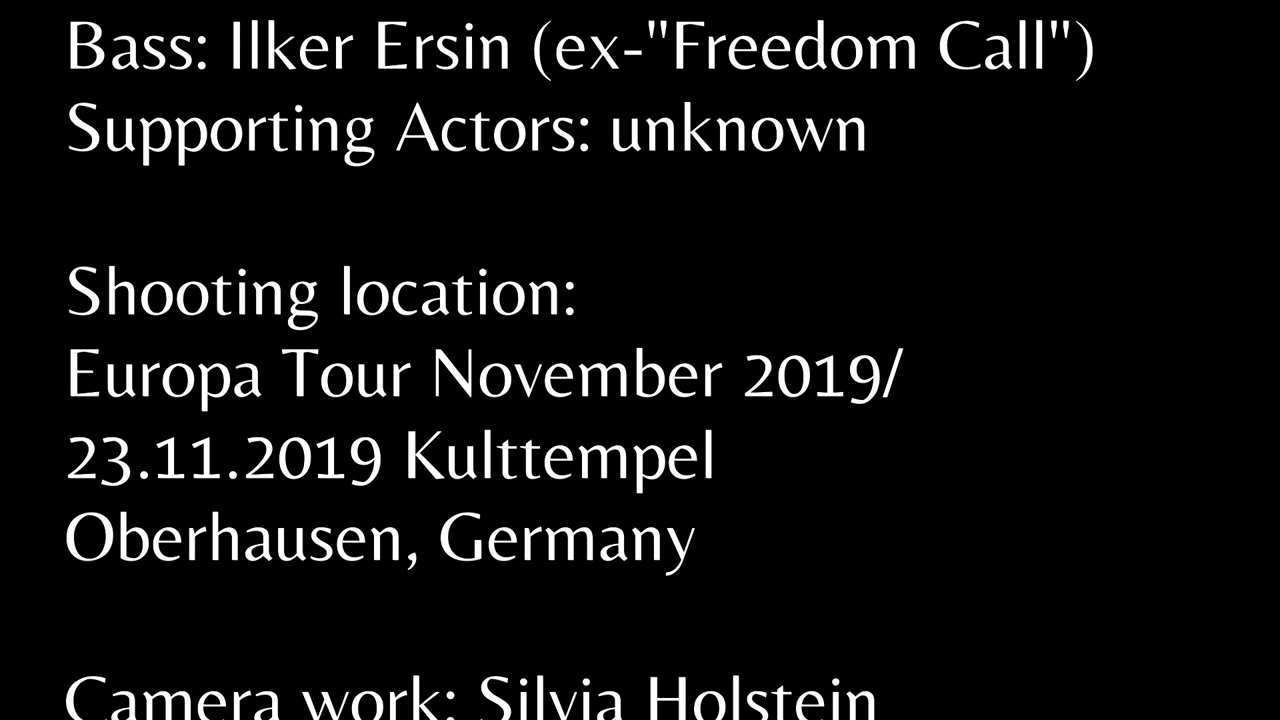 Bass: Ilker Ersin (ex-"Freedom Call")
Supporting Actors: unknown
Shooting location:
Europa Tour November 2019/
23.11.2019 Kulttempel
Oberhausen, Germany
Camera work: Silvia Holstein